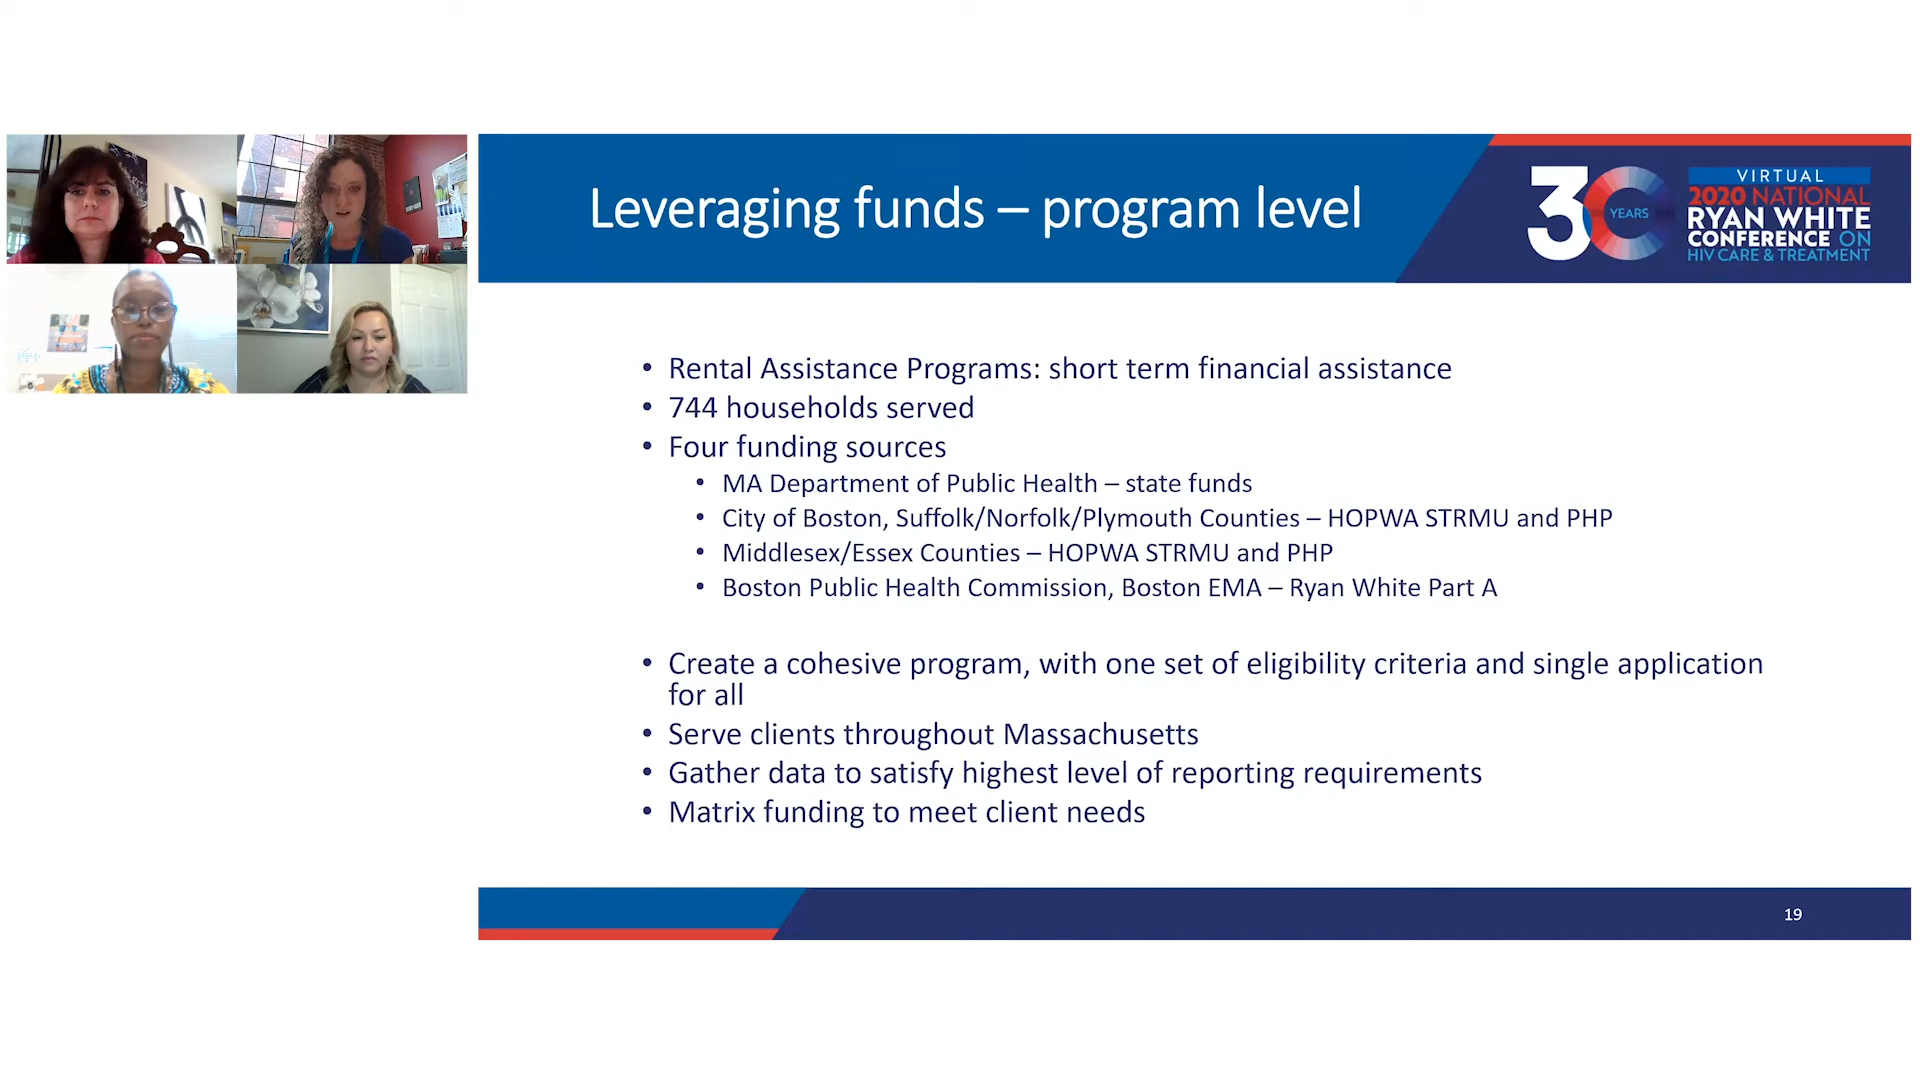 Leveraging funds – program level
30 YEARS
VIRTUAL
2020 NATIONAL
RYAN WHITE
CONFERENCE ON
HIV CARE & TREATMENT
• Rental Assistance Programs: short term financial assistance
• 744 households served
• Four funding sources
• MA Department of Public Health – state funds
• City of Boston, Suffolk/Norfolk/Plymouth Counties – HOPWA STRMU and PHP
• Middlesex/Essex Counties – HOPWA STRMU and PHP
• Boston Public Health Commission, Boston EMA – Ryan White Part A
• Create a cohesive program, with one set of eligibility criteria and single application
for all
• Serve clients throughout Massachusetts
• Gather data to satisfy highest level of reporting requirements
• Matrix funding to meet client needs
19